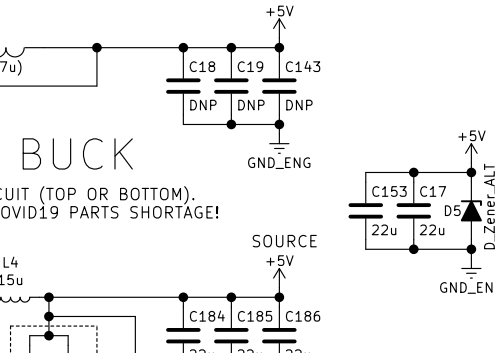 +5V
7u)
C18
C19
C143
DNP
DNP
DNP
GND_ENG
BUCK
CUIT (TOP OR BOTTOM).
OVID19 PARTS SHORTAGE!
+5V
C153
C17
D5
D_Zener_ALT
22u
22u
GND_EN
SOURCE
+5V
L4
15u
C184
C185
C186